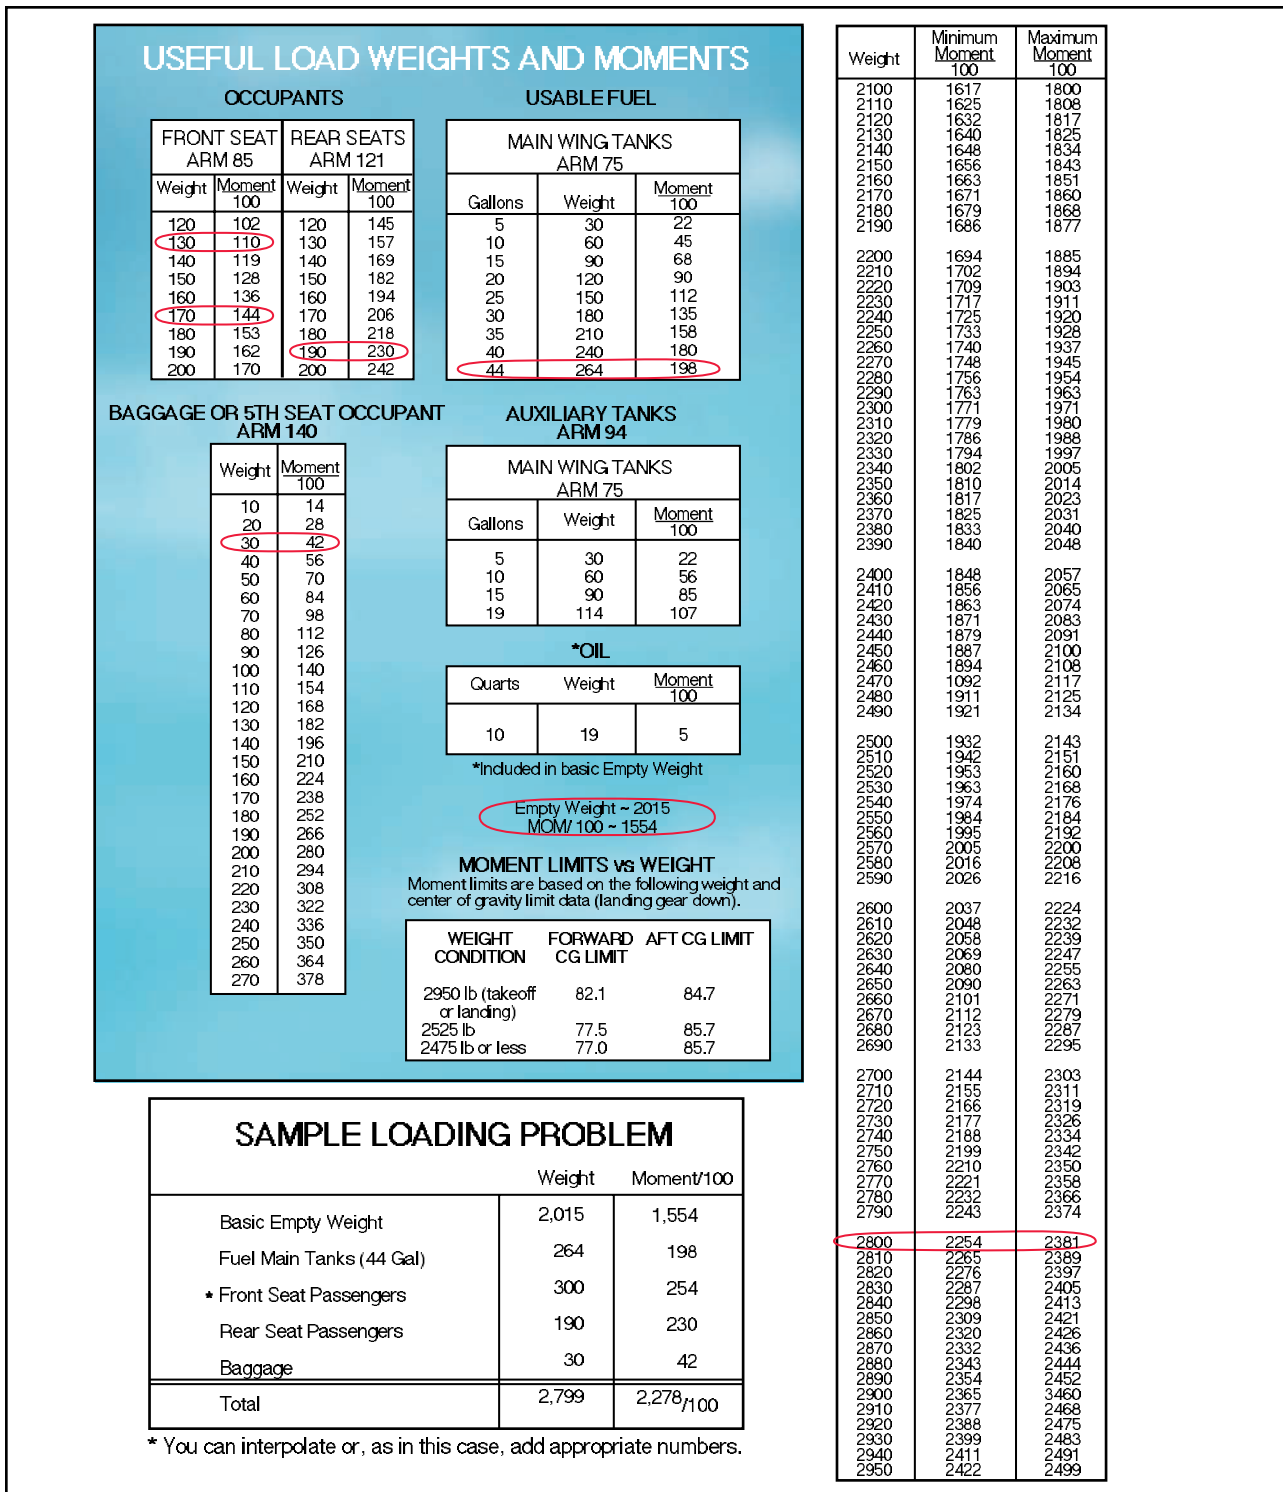 USEFUL LOAD WEIGHTS AND MOMENTS
OCCUPANTS
FRONT SEAT REAR SEATS
ARM 85 ARM 121
Weight Moment Weight Moment
100 100
120 102 120 145
130 110 130 157
140 119 140 169
150 128 150 182
160 136 160 194
170 144 170 206
180 153 180 218
190 162 190 230
200 170 200 242
USABLE FUEL
MAIN WING TANKS
ARM 75
Gallons Weight Moment
100
5 30 22
10 60 45
15 90 68
20 120 90
25 150 112
30 180 135
35 210 158
40 240 180
44 264 198
BAGGAGE OR 5TH SEAT OCCUPANT
ARM 140
Weight Moment
100
10 14
20 28
30 42
40 56
50 70
60 84
70 98
80 112
90 126
100 140
110 154
120 168
130 182
140 196
150 210
160 224
170 238
180 252
190 266
200 280
210 294
220 308
230 322
240 336
250 350
260 364
270 378
AUXILIARY TANKS
ARM 94
MAIN WING TANKS
ARM 75
Gallons Weight Moment
100
5 30 22
10 60 56
15 90 85
19 114 107
*OIL
Quarts Weight Moment
100
10 19 5
*Included in basic Empty Weight
Empty Weight ~ 2015
MOM/ 100 ~ 1554
MOMENT LIMITS vs WEIGHT
Moment limits are based on the following weight and
center of gravity limit data (landing gear down).
WEIGHT FORWARD AFT CG LIMIT
CONDITION CG LIMIT
2950 lb (takeoff 82.1 84.7
or landing)
2525 lb 77.5 85.7
2475 lb or less 77.0 85.7
SAMPLE LOADING PROBLEM
Weight Moment/100
Basic Empty Weight 2,015 1,554
Fuel Main Tanks (44 Gal) 264 198
* Front Seat Passengers 300 254
Rear Seat Passengers 190 230
Baggage 30 42
Total 2,799 2,278/100
* You can interpolate or, as in this case, add appropriate numbers.
Minimum Maximum
Weight Moment Moment
100 100
2100 1617 1800
2110 1625 1808
2120 1632 1817
2130 1640 1825
2140 1648 1834
2150 1656 1843
2160 1663 1851
2170 1671 1860
2180 1679 1868
2190 1686 1877
2200 1694 1885
2210 1702 1894
2220 1709 1903
2230 1717 1911
2240 1725 1920
2250 1733 1928
2260 1740 1937
2270 1748 1945
2280 1756 1954
2290 1763 1963
2300 1771 1971
2310 1779 1980
2320 1786 1988
2330 1794 1997
2340 1802 2005
2350 1810 2014
2360 1817 2023
2370 1825 2031
2380 1833 2040
2390 1840 2048
2400 1848 2057
2410 1856 2065
2420 1863 2074
2430 1871 2083
2440 1879 2091
2450 1887 2100
2460 1894 2108
2470 1092 2117
2480 1911 2125
2490 1921 2134
2500 1932 2143
2510 1942 2151
2520 1953 2160
2530 1963 2168
2540 1974 2176
2550 1984 2184
2560 1995 2192
2570 2005 2200
2580 2016 2208
2590 2026 2216
2600 2037 2224
2610 2048 2232
2620 2058 2239
2630 2069 2247
2640 2080 2255
2650 2090 2263
2660 2101 2271
2670 2112 2279
2680 2123 2287
2690 2133 2295
2700 2144 2303
2710 2155 2311
2720 2166 2319
2730 2177 2326
2740 2188 2334
2750 2199 2342
2760 2210 2350
2770 2221 2358
2780 2232 2366
2790 2243 2374
2800 2254 2381
2810 2265 2389
2820 2276 2397
2830 2287 2405
2840 2298 2413
2850 2309 2421
2860 2320 2426
2870 2332 2436
2880 2343 2444
2890 2354 2452
2900 2365 3460
2910 2377 2468
2920 2388 2475
2930 2399 2483
2940 2411 2491
2950 2422 2499